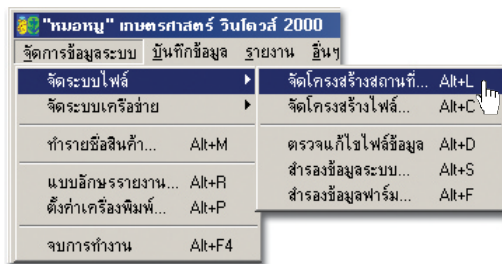 "หมอหมู" เกษตรศาสตร์ วินโดวส์ 2000
จัดการข้อมูลระบบ บันทึกข้อมูล รายงาน อื่นๆ
จัดระบบไฟล์
จัดระบบเครือข่าย
ทำรายชื่อสินค้า... Alt+M
แบบอักษรรายงาน... Alt+R
ตั้งค่าเครื่องพิมพ์... Alt+P
จบการทำงาน Alt+F4
จัดโครงสร้างสถานที่... Alt+L
จัดโครงสร้างไฟล์... Alt+C
ตรวจแก้ไขไฟล์ข้อมูล Alt+D
สำรองข้อมูลระบบ... Alt+S
สำรองข้อมูลฟาร์ม... Alt+F